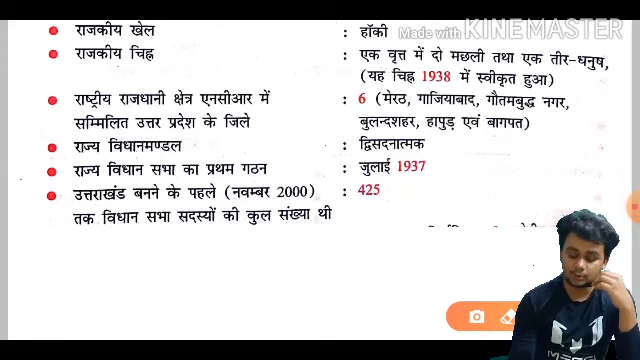 राजकीय खेल : हॉकी
Made with KINEMASTER
राजकीय चिह्न : एक वृत्त में दो मछली तथा एक तीर-धनुष,
(यह चिह्न 1938 में स्वीकृत हुआ)
राष्ट्रीय राजधानी क्षेत्र एनसीआर में : 6 (मेरठ, गाजियाबाद, गौतमबुद्ध नगर,
सम्मिलित उत्तर प्रदेश के जिले बुलन्दशहर, हापुड़ एवं बागपत)
राज्य विधानमण्डल : द्विसदनात्मक
राज्य विधान सभा का प्रथम गठन : जुलाई 1937
उत्तराखंड बनने के पहले (नवम्बर 2000) : 425
तक विधान सभा सदस्यों की कुल संख्या थी